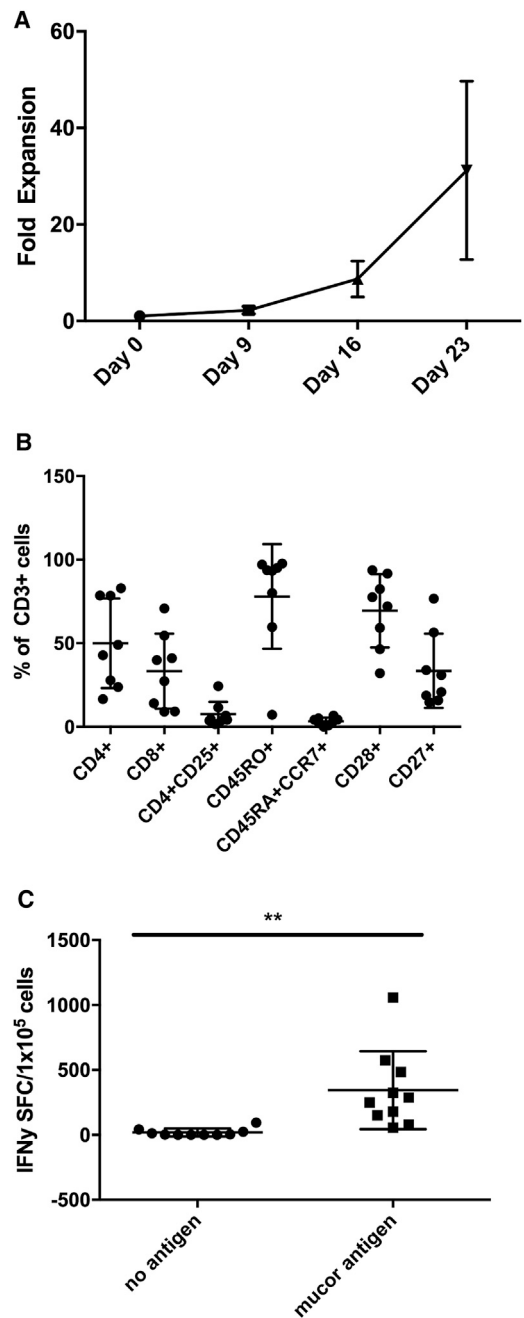 A
Fold Expansion
60
40
20
0
Day 0
Day 9
Day 16
Day 23
B
% of CD3+ cells
150
100
50
0
CD4+
CD8+
CD4+CD25+
CD45RO+
CD45RA+CCR7+
CD28+
CD27+
C
**
IFNy SFC/1x10⁵ cells
1500
1000
500
0
-500
no antigen
mucor antigen